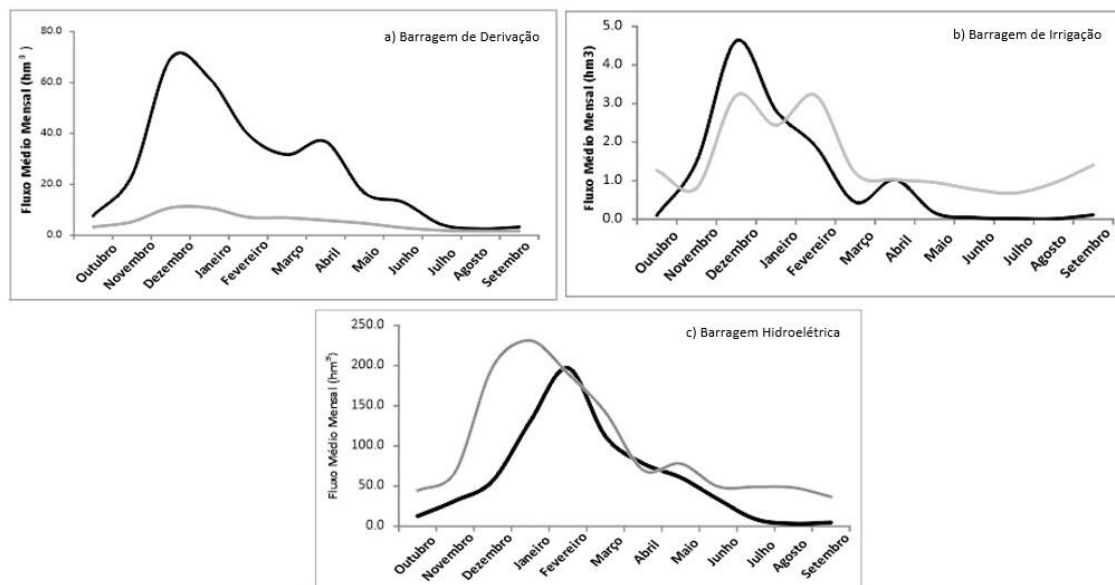 a) Barragem de Derivação
Fluxo Médio Mensal (hm³)
80.0
60.0
40.0
20.0
0.0
Outubro
Novembro
Dezembro
Janeiro
Fevereiro
Março
Abril
Maio
Junho
Julho
Agosto
Setembro
b) Barragem de Irrigação
Fluxo Médio Mensal (hm3)
5.0
4.0
3.0
2.0
1.0
0.0
Outubro
Novembro
Dezembro
Janeiro
Fevereiro
Março
Abril
Maio
Junho
Julho
Agosto
Setembro
c) Barragem Hidroelétrica
Fluxo Médio Mensal (hm³)
250.0
200.0
150.0
100.0
50.0
0.0
Outubro
Novembro
Dezembro
Janeiro
Fevereiro
Março
Abril
Maio
Junho
Julho
Agosto
Setembro